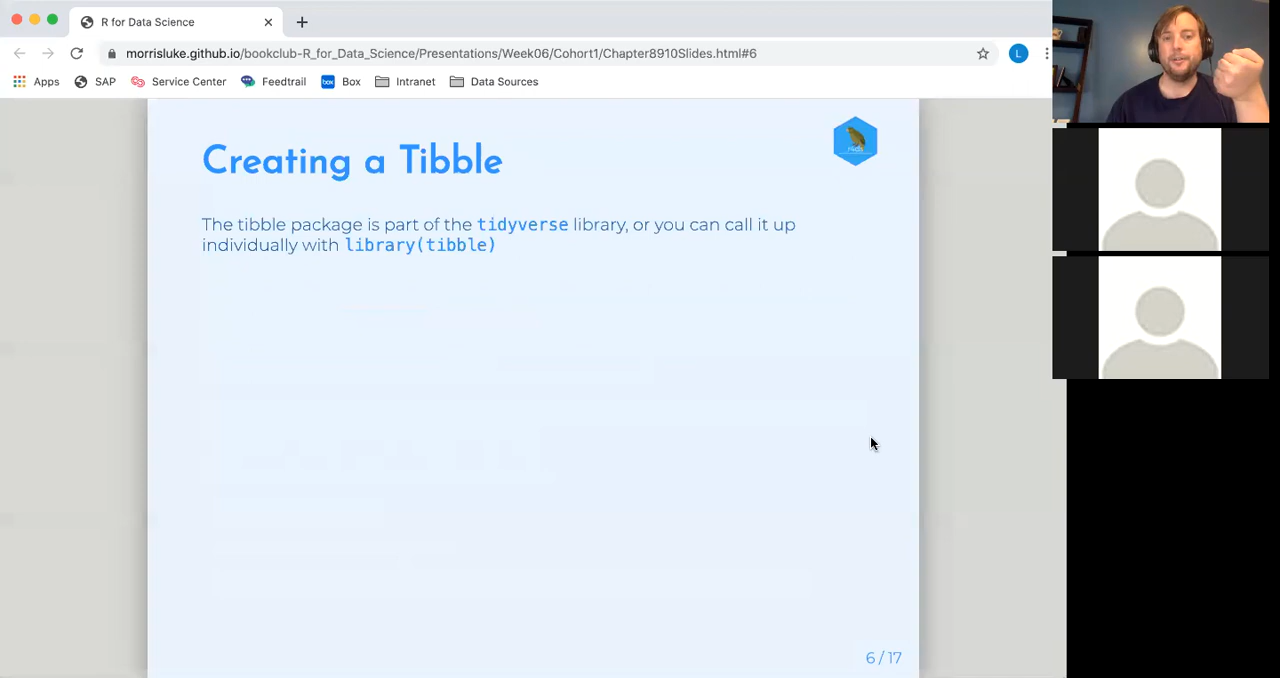 R for Data Science
morrisluke.github.io/bookclub-R_for_Data_Science/Presentations/Week06/Cohort1/Chapter8910Slides.html#6
L
Apps SAP Service Center Feedtrail box Box Intranet Data Sources
Creating a Tibble
The tibble package is part of the tidyverse library, or you can call it up
individually with library(tibble)
6 / 17